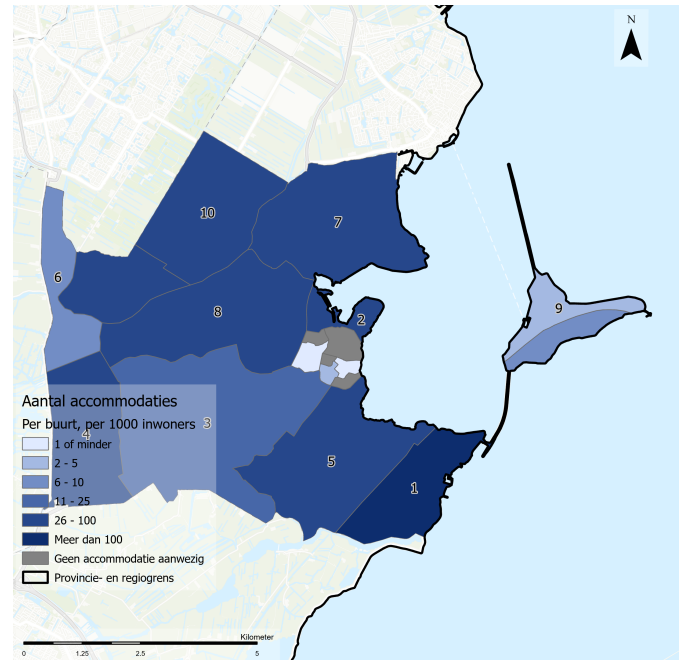 N
10
7
6
9
2
8
3
4
5
1
Aantal accommodaties
Per buurt, per 1000 inwoners
1 of minder
2 - 5
6 - 10
11 - 25
26 - 100
Meer dan 100
Geen accommodatie aanwezig
Provincie- en regiogrens
Kilometer
0 1.25 2.5 5